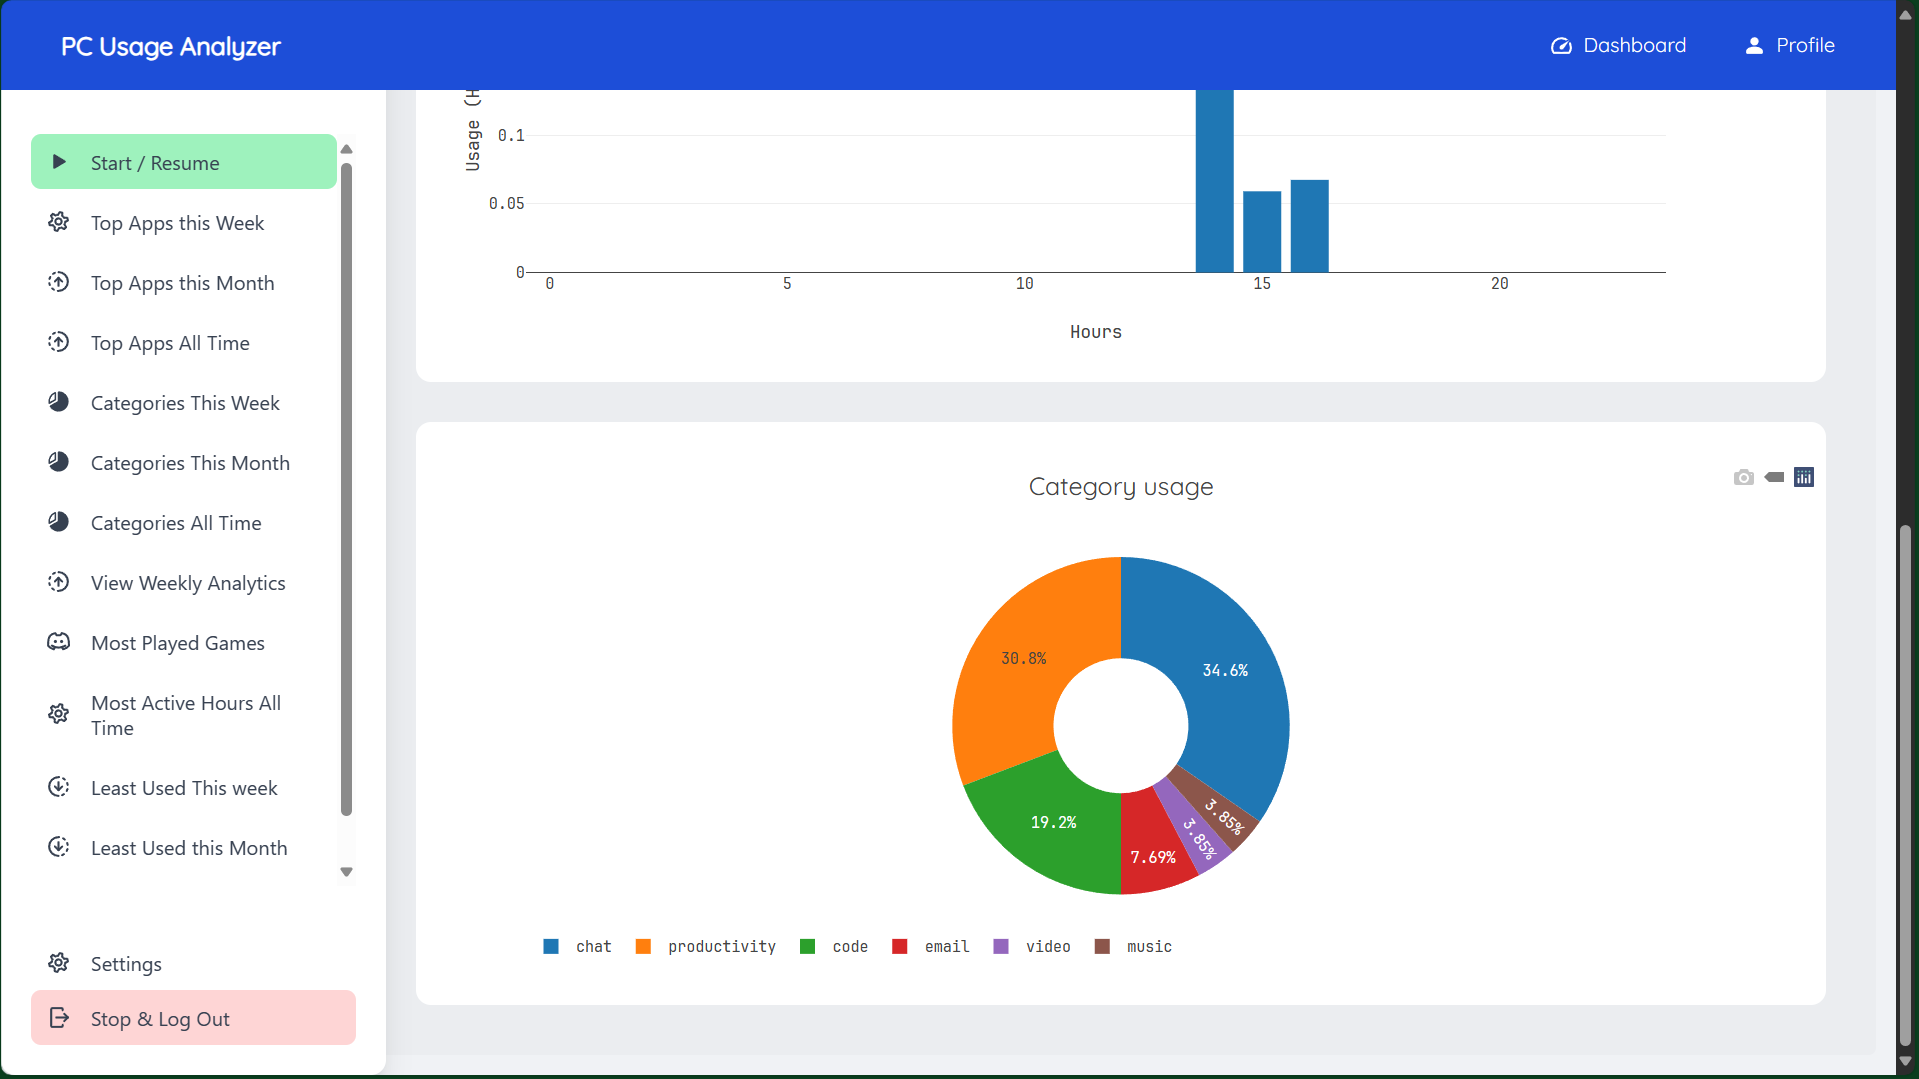 PC Usage Analyzer
Dashboard
Profile
Start / Resume
Top Apps this Week
Top Apps this Month
Top Apps All Time
Categories This Week
Categories This Month
Categories All Time
View Weekly Analytics
Most Played Games
Most Active Hours All
Time
Least Used This week
Least Used this Month
Settings
Stop & Log Out
Usage (H
0.1
0.05
0
0 5 10 15 20
Hours
Category usage
30.8%
34.6%
19.2%
7.69%
3.85%
3.85%
chat productivity code email video music